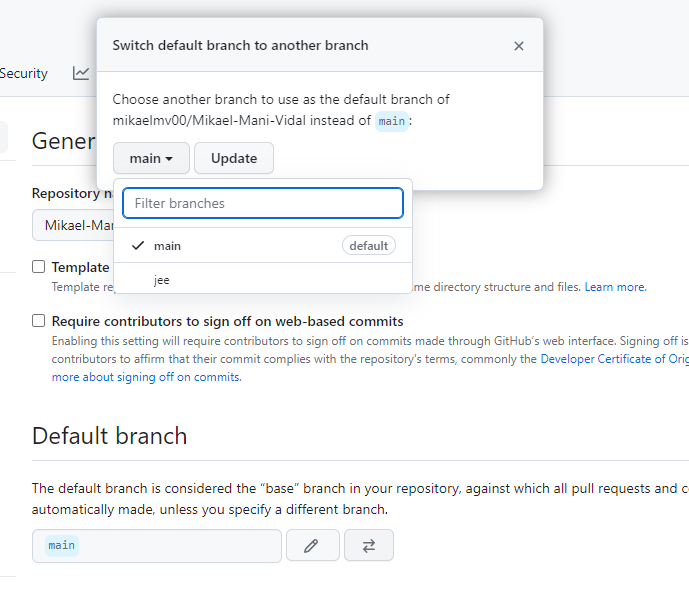 Switch default branch to another branch
Security
Choose another branch to use as the default branch of
mikaelmv00/Mikael-Mani-Vidal instead of main:
main Update
Filter branches
main default
jee
Gener
Repository n
Mikael-Ma
Template
Template re me directory structure and files. Learn more.
Require contributors to sign off on web-based commits
Enabling this setting will require contributors to sign off on commits made through GitHub's web interface. Signing off is
contributors to affirm that their commit complies with the repository's terms, commonly the Developer Certificate of Orig
more about signing off on commits.
Default branch
The default branch is considered the "base" branch in your repository, against which all pull requests and c
automatically made, unless you specify a different branch.
main